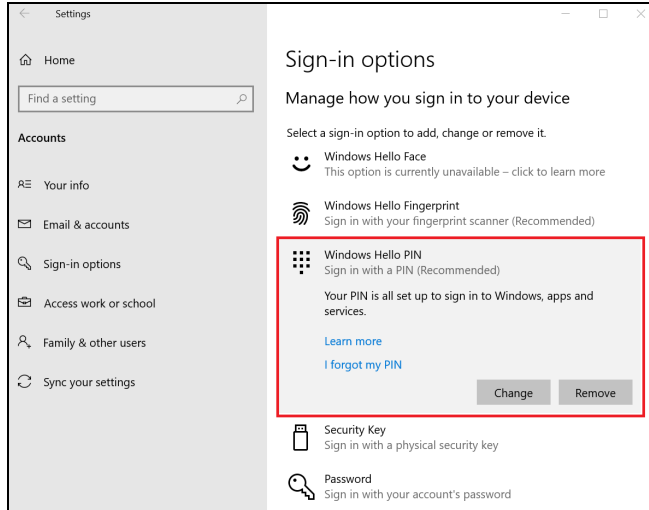 Settings
Home
Find a setting
Accounts
Your info
Email & accounts
Sign-in options
Access work or school
Family & other users
Sync your settings
Sign-in options
Manage how you sign in to your device
Select a sign-in option to add, change or remove it.
Windows Hello Face
This option is currently unavailable – click to learn more
Windows Hello Fingerprint
Sign in with your fingerprint scanner (Recommended)
Windows Hello PIN
Sign in with a PIN (Recommended)
Your PIN is all set up to sign in to Windows, apps and
services.
Learn more
I forgot my PIN
Change Remove
Security Key
Sign in with a physical security key
Password
Sign in with your account's password